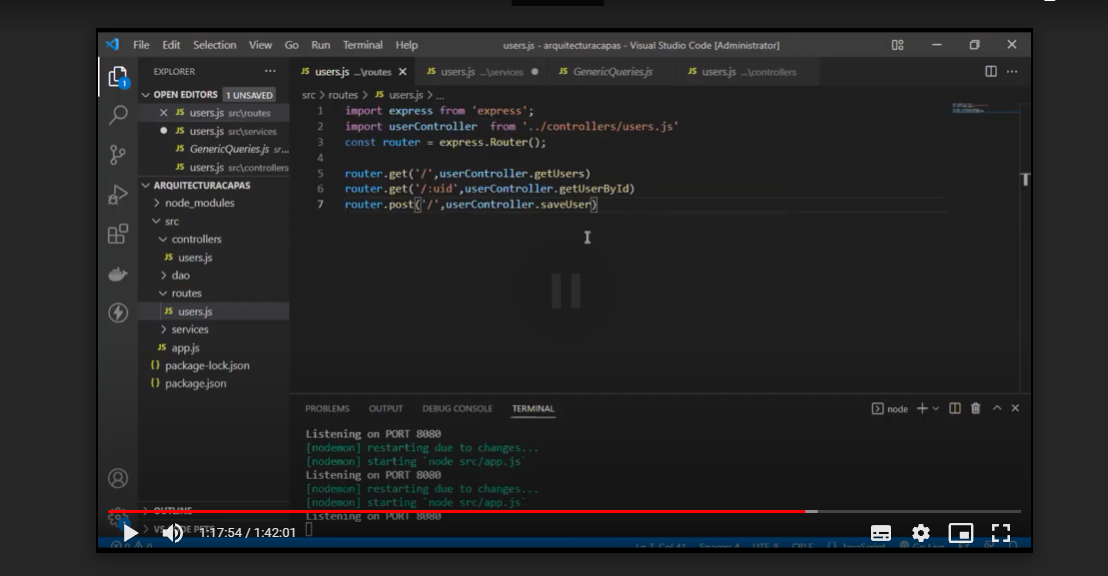 File Edit Selection View Go Run Terminal Help users.js - arquitecturacapas - Visual Studio Code [Administrator]
EXPLORER ...
OPEN EDITORS 1 UNSAVED
JS users.js src\routes
JS users.js src\services
JS GenericQueries.js sr...
JS users.js src\controllers
ARQUITECTURACAPAS
node_modules
src
controllers
JS users.js
dao
routes
JS users.js
services
JS app.js
{} package-lock.json
{} package.json
OUTLINE
1
JS users.js ...\routes JS users.js ...\services JS GenericQueries.js JS users.js ...\controllers
src > routes > JS users.js > ...
1 import express from 'express';
2 import userController from '../controllers/users.js'
3 const router = express.Router();
4
5 router.get('/',userController.getUsers)
6 router.get('/:uid',userController.getUserById)
7 router.post('/',userController.saveUser)
PROBLEMS OUTPUT DEBUG CONSOLE TERMINAL node
Listening on PORT 8080
[nodemon] restarting due to changes...
[nodemon] starting `node src/app.js`
Listening on PORT 8080
[nodemon] restarting due to changes...
[nodemon] starting `node src/app.js`
Listening on PORT 8080
1:17:54 / 1:42:01